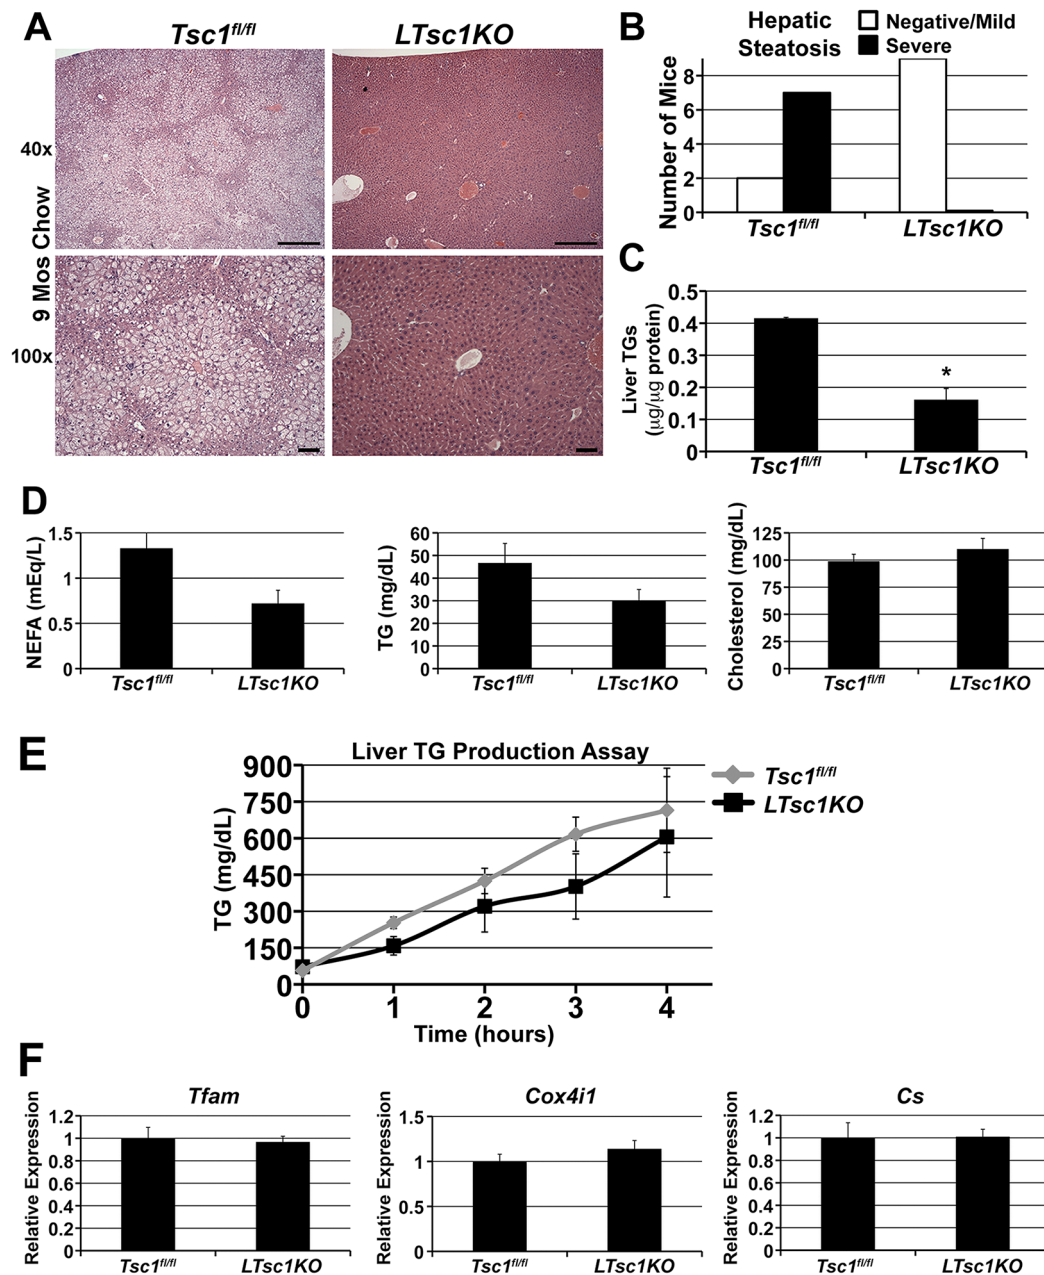 A
Tsc1fl/fl
LTsc1KO
9 Mos Chow
40x
100x
B
Hepatic
Steatosis
Negative/Mild
Severe
Number of Mice
8
6
4
2
0
Tsc1fl/fl
LTsc1KO
C
Liver TGs
(µg/µg protein)
0.5
0.4
0.3
0.2
0.1
0
*
Tsc1fl/fl
LTsc1KO
D
NEFA (mEq/L)
1.5
1
0.5
0
Tsc1fl/fl
LTsc1KO
TG (mg/dL)
60
50
40
30
20
10
0
Tsc1fl/fl
LTsc1KO
Cholesterol (mg/dL)
125
100
75
50
25
0
Tsc1fl/fl
LTsc1KO
E
Liver TG Production Assay
TG (mg/dL)
900
750
600
450
300
150
0
0 1 2 3 4
Time (hours)
Tsc1fl/fl
LTsc1KO
F
Tfam
Relative Expression
1.2
1
0.8
0.6
0.4
0.2
0
Tsc1fl/fl
LTsc1KO
Cox4i1
Relative Expression
1.5
1
0.5
0
Tsc1fl/fl
LTsc1KO
Cs
Relative Expression
1.2
1
0.8
0.6
0.4
0.2
0
Tsc1fl/fl
LTsc1KO